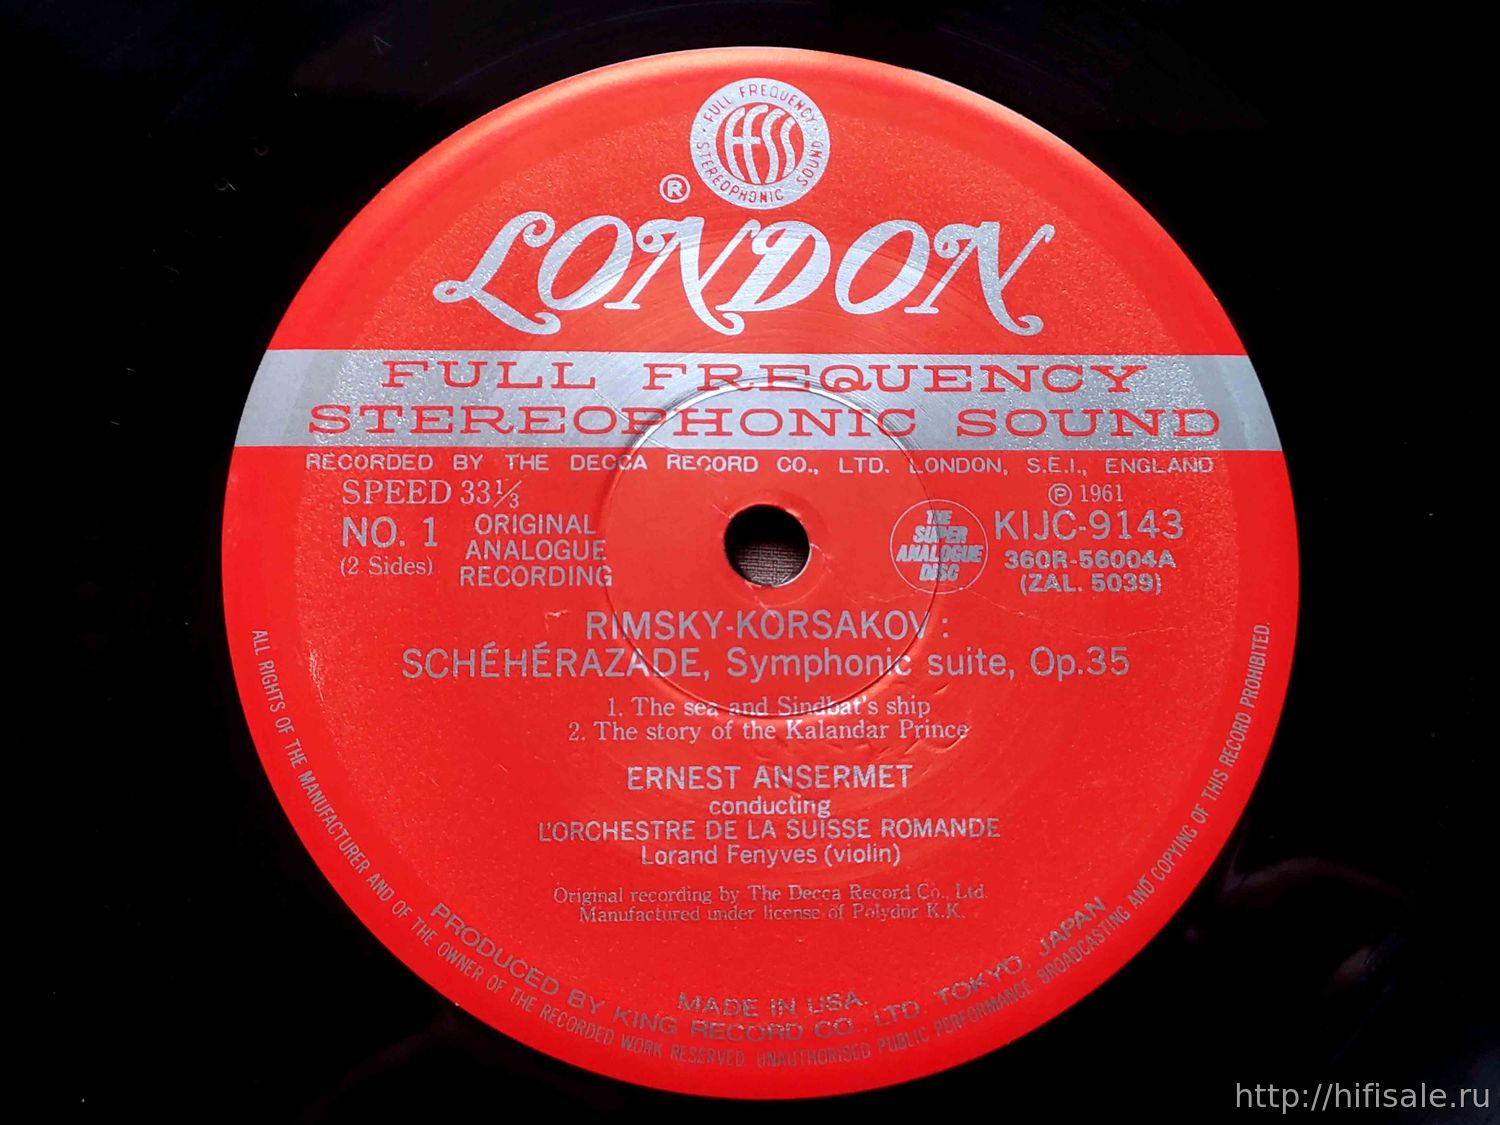 FULL FREQUENCY
STEREOPHONIC SOUND
ffss
®
LONDON
FULL FREQUENCY
STEREOPHONIC SOUND
RECORDED BY THE DECCA RECORD CO., LTD. LONDON, S.E.I., ENGLAND
SPEED 33⅓
NO. 1
(2 Sides)
ORIGINAL
ANALOGUE
RECORDING
THE
SUPER
ANALOGUE
DISC
℗ 1961
KIJC-9143
360R-56004A
(ZAL. 5039)
RIMSKY-KORSAKOV :
SCHÉHÉRAZADE, Symphonic suite, Op.35
1. The sea and Sindbat's ship
2. The story of the Kalandar Prince
ERNEST ANSERMET
conducting
L'ORCHESTRE DE LA SUISSE ROMANDE
Lorand Fenyves (violin)
Original recording by The Decca Record Co., Ltd.
Manufactured under license of Polydor K.K.
MADE IN USA.
PRODUCED BY KING RECORD CO., LTD. TOKYO, JAPAN
ALL RIGHTS OF THE MANUFACTURER AND OF THE OWNER OF THE RECORDED WORK RESERVED. UNAUTHORISED PUBLIC PERFORMANCE BROADCASTING AND COPYING OF THIS RECORD PROHIBITED.
http://hifisale.ru